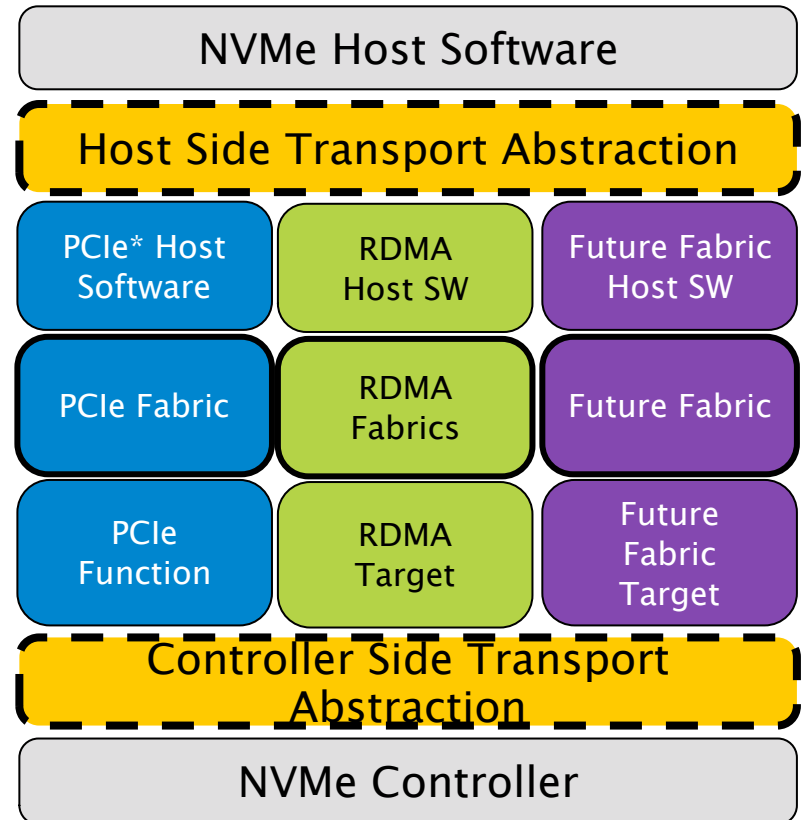 NVMe Host Software
Host Side Transport Abstraction
PCIe* Host
Software
RDMA
Host SW
Future Fabric
Host SW
PCIe Fabric
RDMA
Fabrics
Future Fabric
PCIe
Function
RDMA
Target
Future
Fabric
Target
Controller Side Transport
Abstraction
NVMe Controller